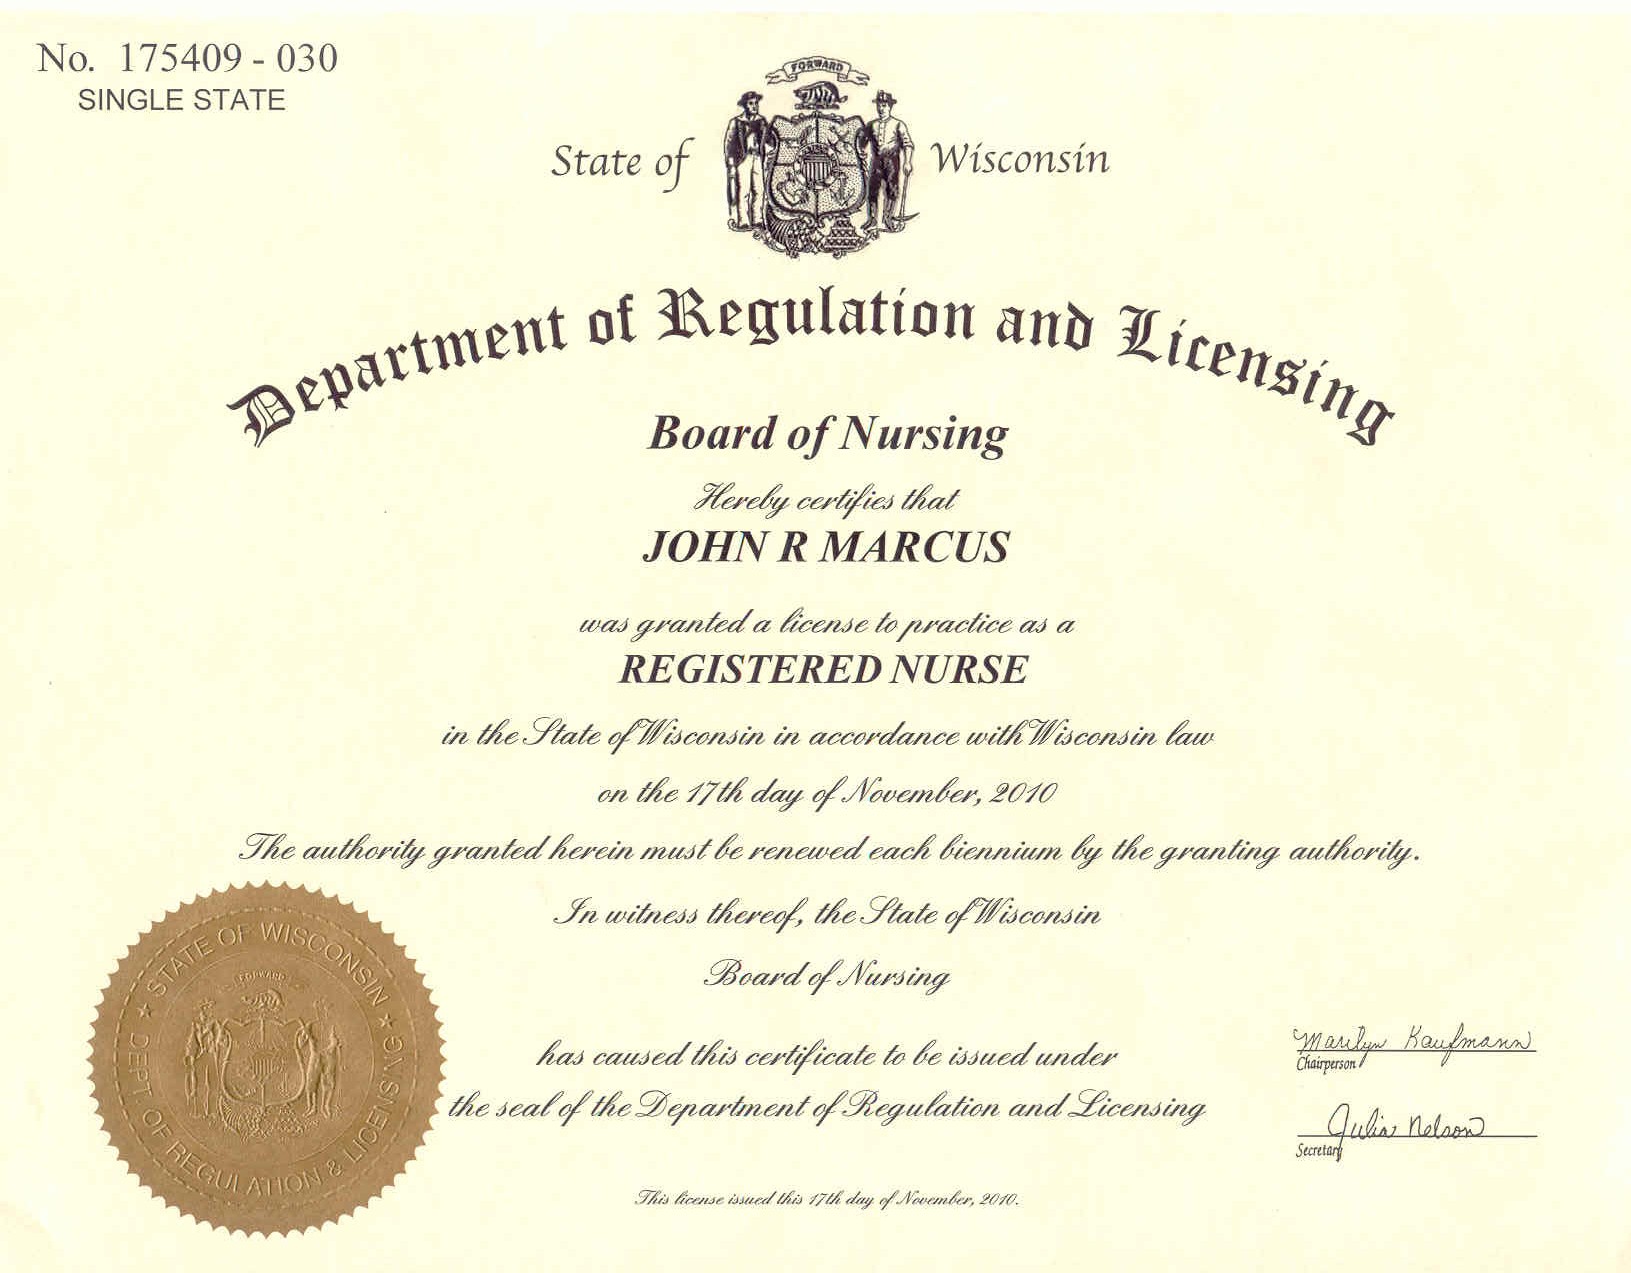 No. 175409 - 030
SINGLE STATE
FORWARD
State of Wisconsin
Department of Regulation and Licensing
Board of Nursing
Hereby certifies that
JOHN R MARCUS
was granted a license to practice as a
REGISTERED NURSE
in the State of Wisconsin in accordance with Wisconsin law
on the 17th day of November, 2010
The authority granted herein must be renewed each biennium by the granting authority.
In witness thereof, the State of Wisconsin
Board of Nursing
has caused this certificate to be issued under
the seal of the Department of Regulation and Licensing
Marilyn Kaufmann
Chairperson
Julia Nelson
Secretary
STATE OF WISCONSIN
FORWARD
DEPT. OF REGULATION & LICENSING
This license issued this 17th day of November, 2010.